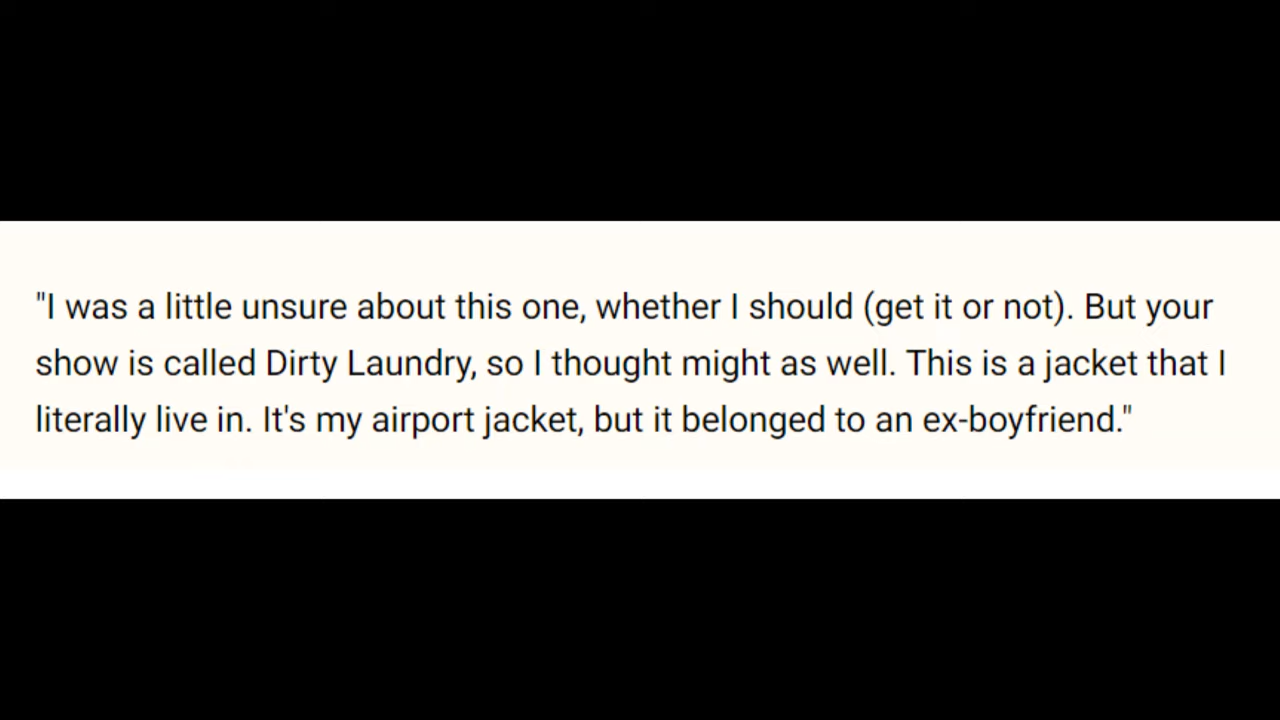 "I was a little unsure about this one, whether I should (get it or not). But your
show is called Dirty Laundry, so I thought might as well. This is a jacket that I
literally live in. It's my airport jacket, but it belonged to an ex-boyfriend."